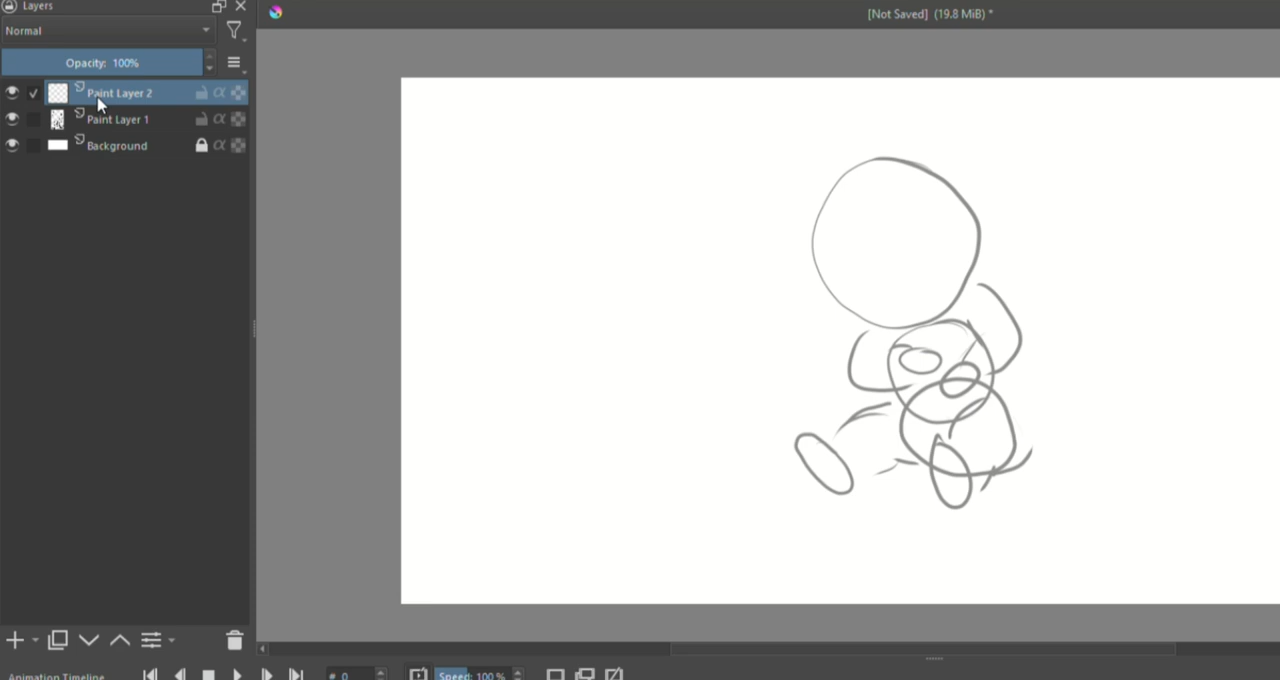 Layers
[Not Saved] (19.8 MiB) *
Normal
Opacity: 100%
Paint Layer 2
Paint Layer 1
Background
Animation Timeline
# 0
Speed: 100 %